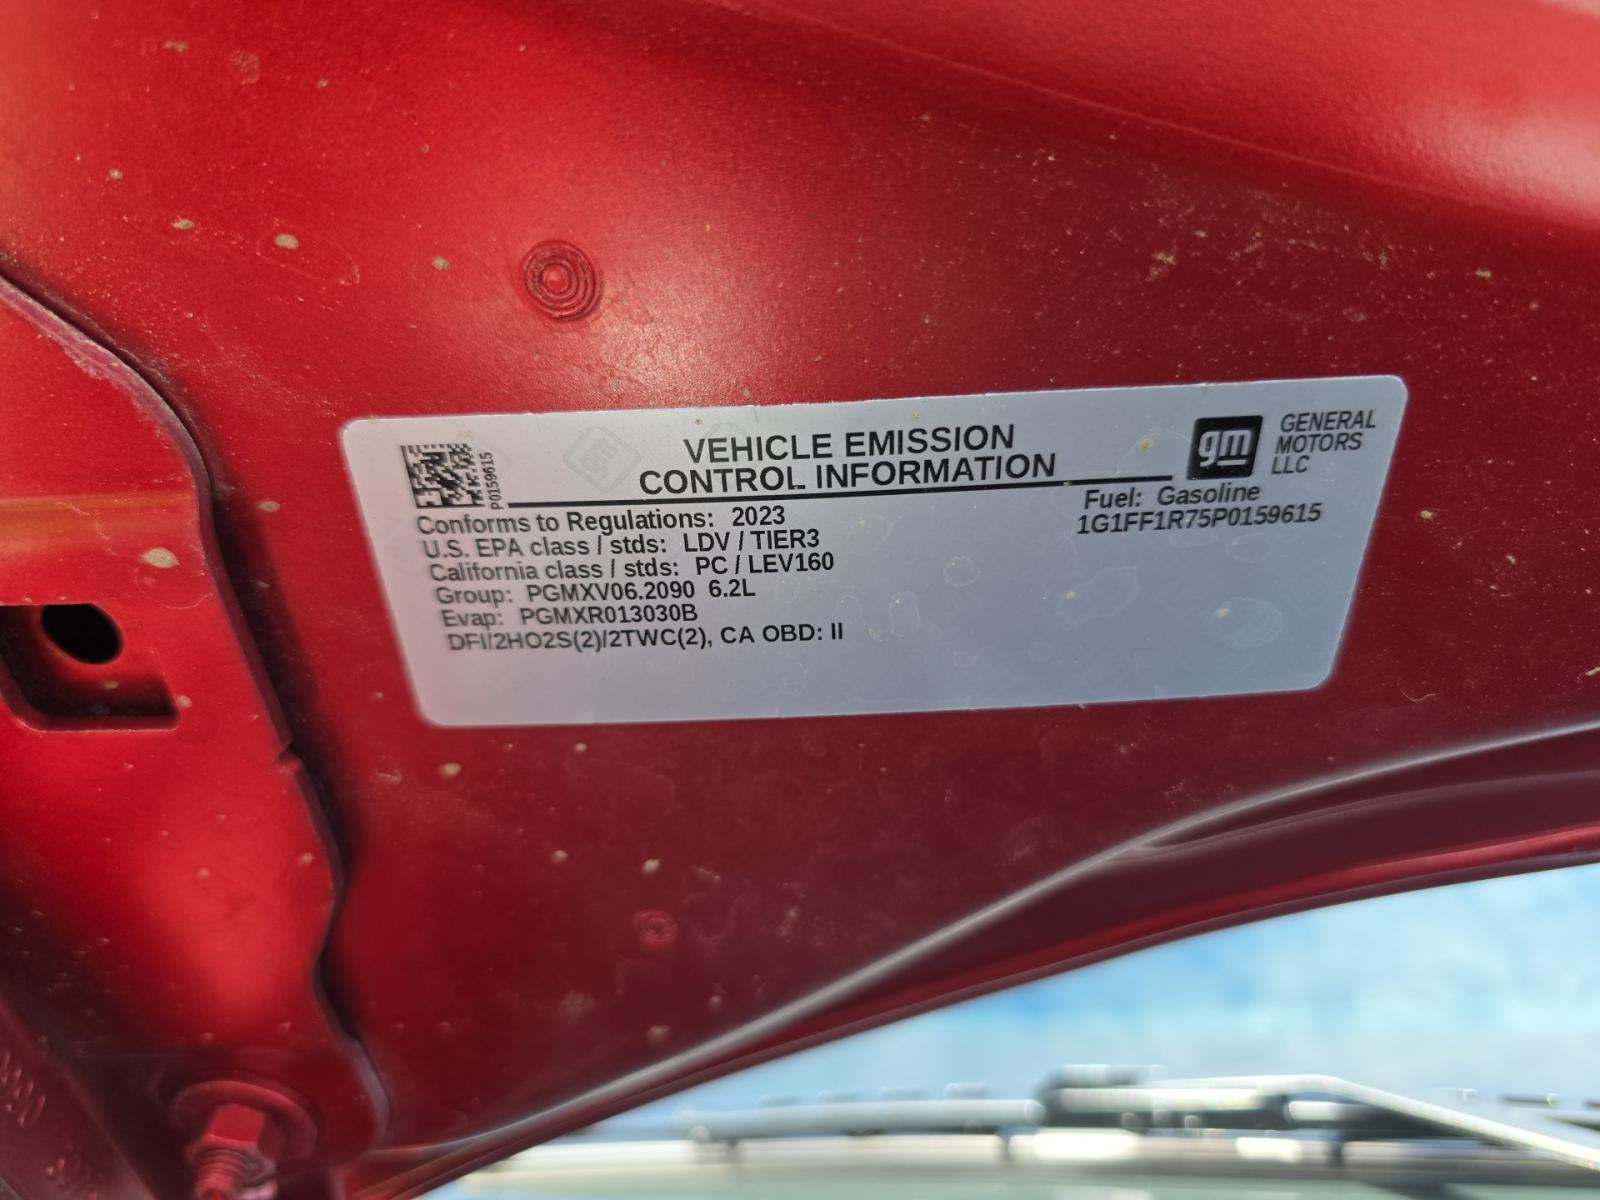 P0159615
VEHICLE EMISSION
CONTROL INFORMATION
gm
GENERAL
MOTORS
LLC
Fuel: Gasoline
1G1FF1R75P0159615
Conforms to Regulations: 2023
U.S. EPA class / stds: LDV / TIER3
California class / stds: PC / LEV160
Group: PGMXV06.2090 6.2L
Evap: PGMXR013030B
DFI/2HO2S(2)/2TWC(2), CA OBD: II